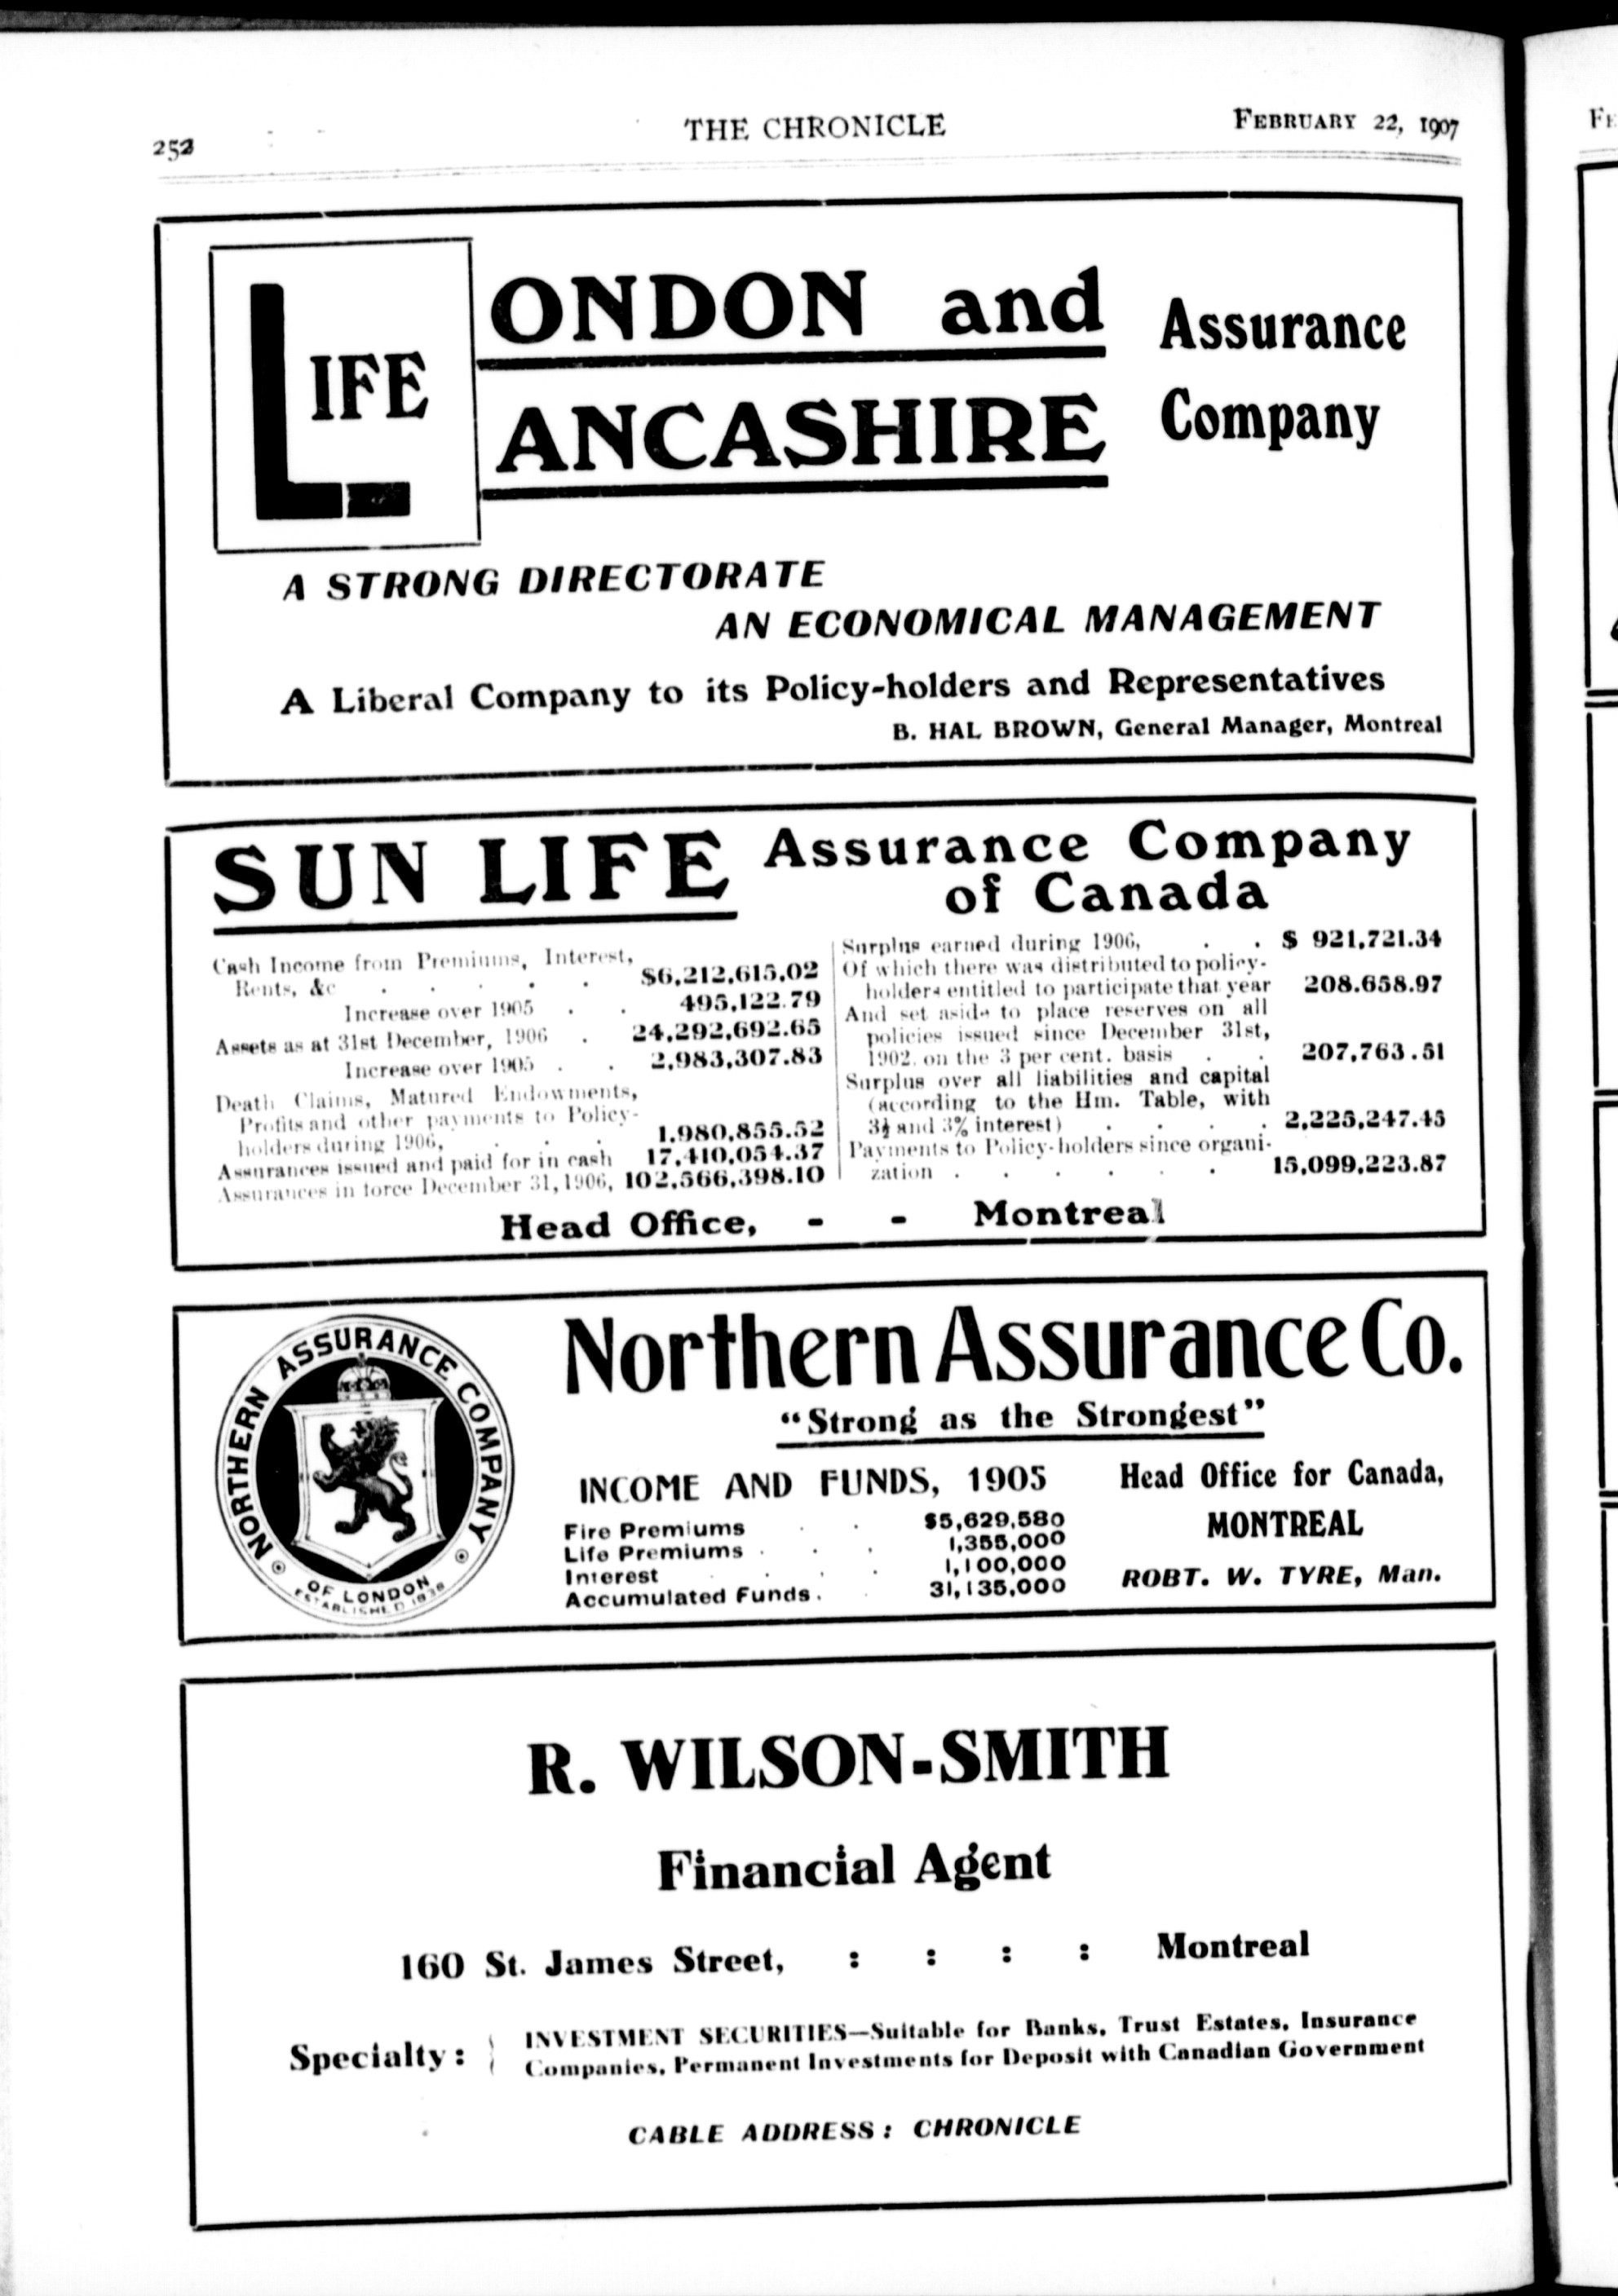 252
THE CHRONICLE
FEBRUARY 22, 1907
LIFE
LONDON and
LANCASHIRE
Assurance
Company
A STRONG DIRECTORATE
AN ECONOMICAL MANAGEMENT
A Liberal Company to its Policy-holders and Representatives
B. HAL BROWN, General Manager, Montreal
SUN LIFE Assurance Company
of Canada
Cash Income from Premiums, Interest,
Rents, &c . . . . . $6,212,615.02
Increase over 1905 . . 495,122.79
Assets as at 31st December, 1906 . 24,292,692.65
Increase over 1905 . . 2,983,307.83
Death Claims, Matured Endowments,
Profits and other payments to Policy-
holders during 1906, . . . 1,980,855.52
Assurances issued and paid for in cash 17,410,054.37
Assurances in force December 31, 1906, 102,566,398.10
Surplus earned during 1906, . . $ 921,721.34
Of which there was distributed to policy-
holders entitled to participate that year 208.658.97
And set aside to place reserves on all
policies issued since December 31st,
1902, on the 3 per cent. basis . . 207,763.51
Surplus over all liabilities and capital
(according to the Hm. Table, with
3½ and 3% interest) . . . . 2,225,247.45
Payments to Policy-holders since organi-
zation . . . . . . 15,099,223.87
Head Office, - - Montreal
NORTHERN ASSURANCE COMPANY
OF LONDON
ESTABLISHED 1836
Northern Assurance Co.
"Strong as the Strongest"
INCOME AND FUNDS, 1905
Fire Premiums . . $5,629,580
Life Premiums . . . 1,355,000
Interest . . . 1,100,000
Accumulated Funds . . 31,135,000
Head Office for Canada,
MONTREAL
ROBT. W. TYRE, Man.
R. WILSON-SMITH
Financial Agent
160 St. James Street, : : : : Montreal
Specialty: { INVESTMENT SECURITIES—Suitable for Banks, Trust Estates, Insurance
Companies, Permanent Investments for Deposit with Canadian Government
CABLE ADDRESS: CHRONICLE